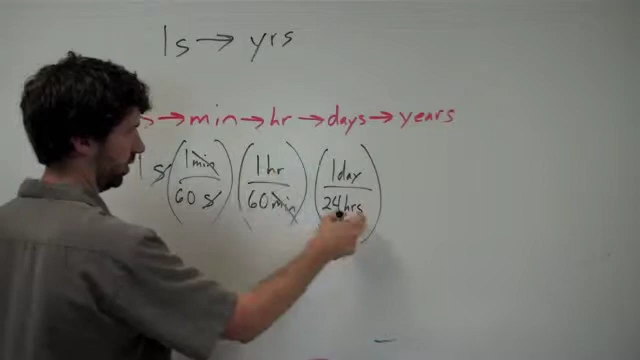 1s → yrs
s → min → hr → days → years
1 s (1 min / 60 s) (1 hr / 60 min) (1 day / 24 hrs)